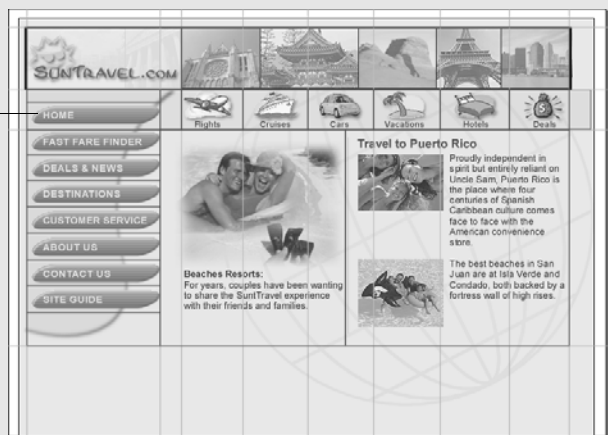 SUNTRAVEL.COM
Flights
Cruises
Cars
Vacations
Hotels
Deals
HOME
FAST FARE FINDER
DEALS & NEWS
DESTINATIONS
CUSTOMER SERVICE
ABOUT US
CONTACT US
SITE GUIDE
Beaches Resorts:
For years, couples have been wanting
to share the SuntTravel experience
with their friends and families.
Travel to Puerto Rico
Proudly independent in
spirit but entirely reliant on
Uncle Sam, Puerto Rico is
the place where four
centuries of Spanish
Caribbean culture comes
face to face with the
American convenience
store.
The best beaches in San
Juan are at Isla Verde and
Condado, both backed by a
fortress wall of high rises.